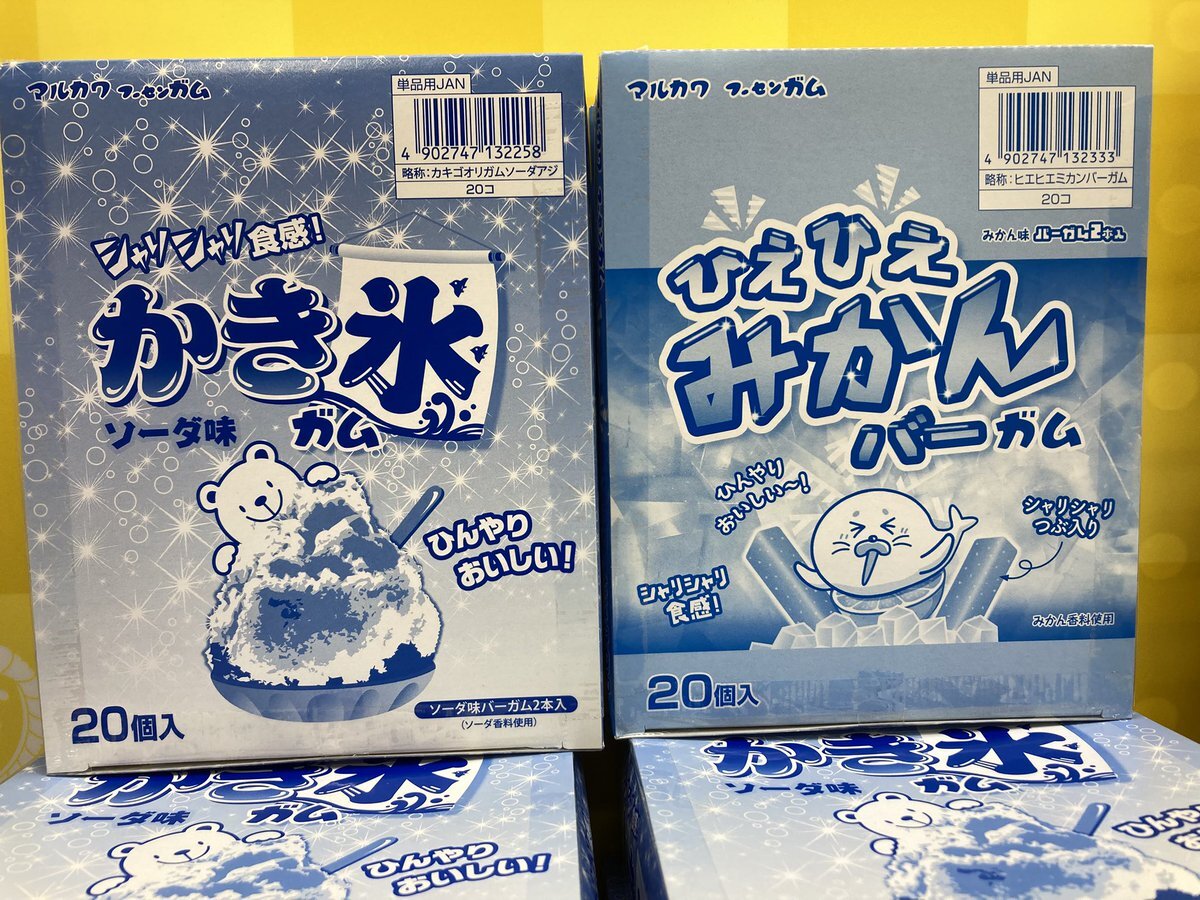 マルカワ フーセンガム
単品用JAN
4 902747 132258
略称：カキゴオリガムソーダアジ
20コ
シャリシャリ食感!
かき氷
ソーダ味 ガム
ひんやり
おいしい!
ソーダ味バーガム2本入
(ソーダ香料使用)
20個入
マルカワ フーセンガム
単品用JAN
4 902747 132333
略称：ヒエヒエミカンバーガム
20コ
みかん味 バーガム2本入
ひえひえ
みかん
バーガム
ひんやり
おいしい〜!
シャリシャリ
つぶ入り
シャリシャリ
食感!
みかん香料使用
20個入
かき氷
ソーダ味 ガム
ひんやり
おいしい!
かき氷
ソーダ味 ガム